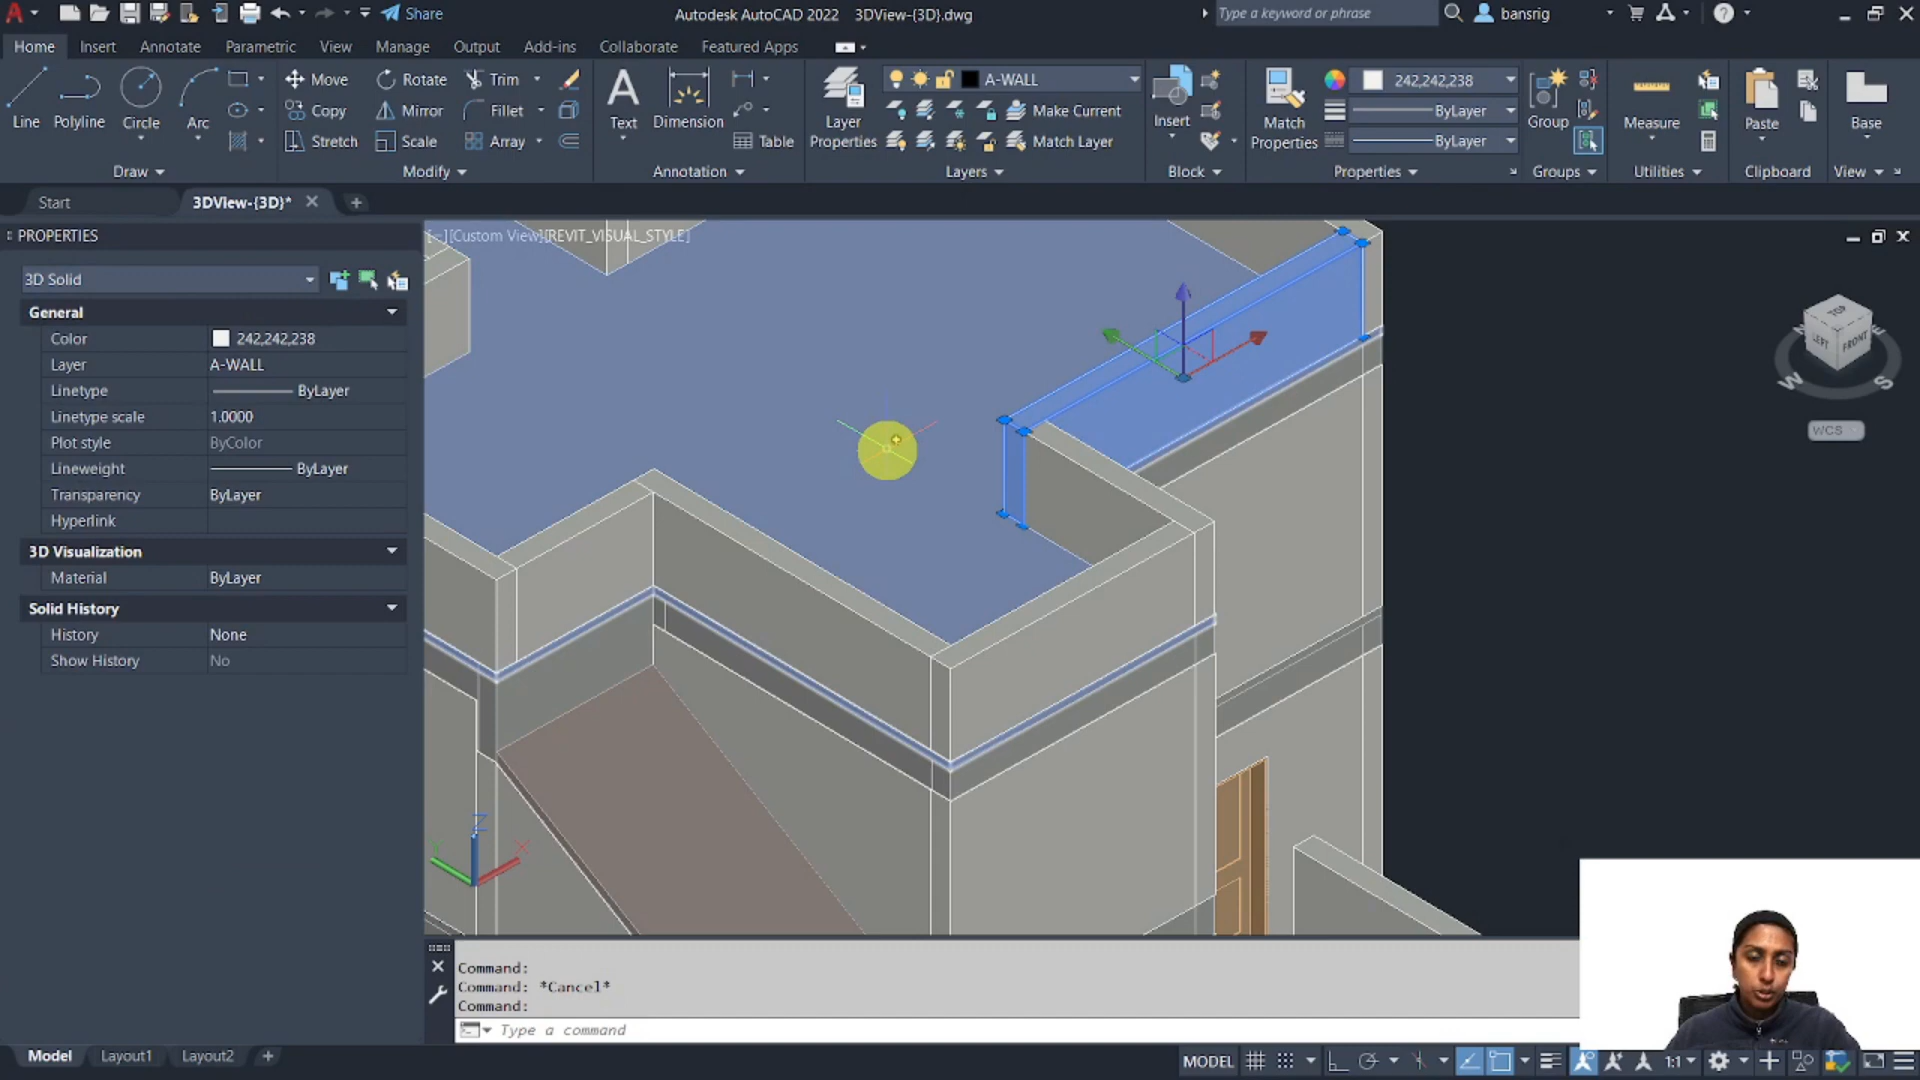 Share
Autodesk AutoCAD 2022 3DView-{3D}.dwg
Type a keyword or phrase
bansrig
Home Insert Annotate Parametric View Manage Output Add-ins Collaborate Featured Apps
Line Polyline Circle Arc
Move Rotate Trim
Copy Mirror Fillet
Stretch Scale Array
Text Dimension Table
Layer Properties
A-WALL
Make Current
Match Layer
Insert
Match Properties
242,242,238
ByLayer
ByLayer
Group Measure Paste Base
Draw Modify Annotation Layers Block Properties Groups Utilities Clipboard View
Start 3DView-{3D}*
PROPERTIES
[−][Custom View][REVIT_VISUAL_STYLE]
3D Solid
General
Color 242,242,238
Layer A-WALL
Linetype ByLayer
Linetype scale 1.0000
Plot style ByColor
Lineweight ByLayer
Transparency ByLayer
Hyperlink
3D Visualization
Material ByLayer
Solid History
History None
Show History No
TOP
LEFT FRONT
W S E
WCS
Z
X
Command:
Command: *Cancel*
Command:
Type a command
Model Layout1 Layout2
MODEL
1:1